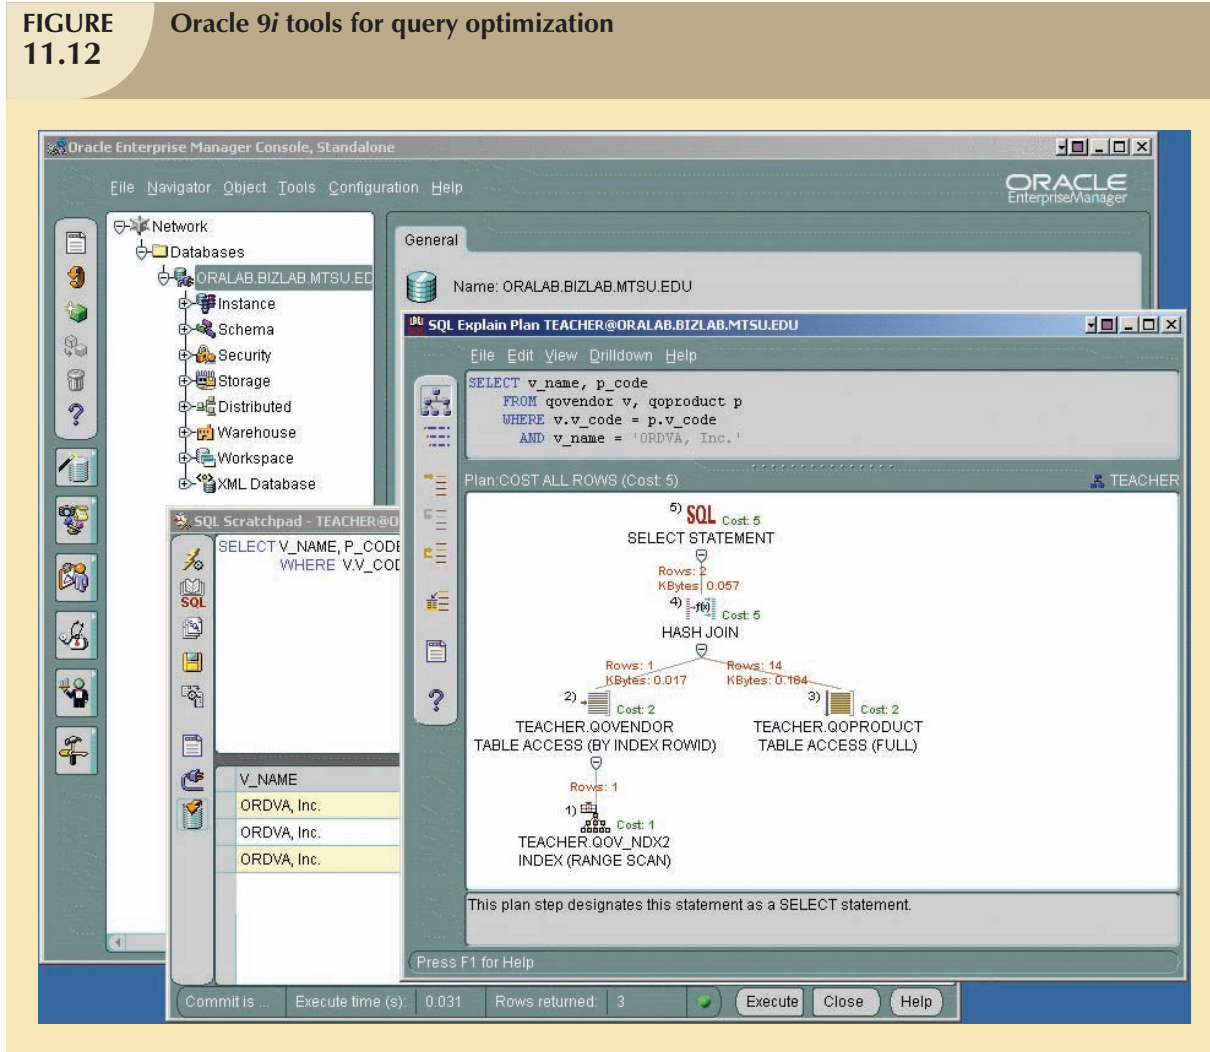 FIGURE
11.12
Oracle 9i tools for query optimization
Oracle Enterprise Manager Console, Standalone
File Navigator Object Tools Configuration Help
ORACLE
EnterpriseManager
Network
Databases
ORALAB.BIZLAB.MTSU.ED
Instance
Schema
Security
Storage
Distributed
Warehouse
Workspace
XML Database
General
Name: ORALAB.BIZLAB.MTSU.EDU
SQL Explain Plan TEACHER@ORALAB.BIZLAB.MTSU.EDU
File Edit View Drilldown Help
SELECT v_name, p_code
FROM qovendor v, qoproduct p
WHERE v.v_code = p.v_code
AND v_name = 'ORDVA, Inc.'
Plan:COST ALL ROWS (Cost: 5)
TEACHER
5) SQL Cost: 5
SELECT STATEMENT
Rows: 2
KBytes: 0.057
4) f(x) Cost: 5
HASH JOIN
Rows: 1
KBytes: 0.017
Rows: 14
KBytes: 0.164
2) Cost: 2
TEACHER.QOVENDOR
TABLE ACCESS (BY INDEX ROWID)
3) Cost: 2
TEACHER.QOPRODUCT
TABLE ACCESS (FULL)
Rows: 1
1) Cost: 1
TEACHER.QOV_NDX2
INDEX (RANGE SCAN)
This plan step designates this statement as a SELECT statement.
Press F1 for Help
SQL Scratchpad - TEACHER@O
SELECT V_NAME, P_CODE
WHERE V.V_COD
SQL
V_NAME
ORDVA, Inc.
ORDVA, Inc.
ORDVA, Inc.
Commit is ... Execute time (s): 0.031 Rows returned: 3 Execute Close Help